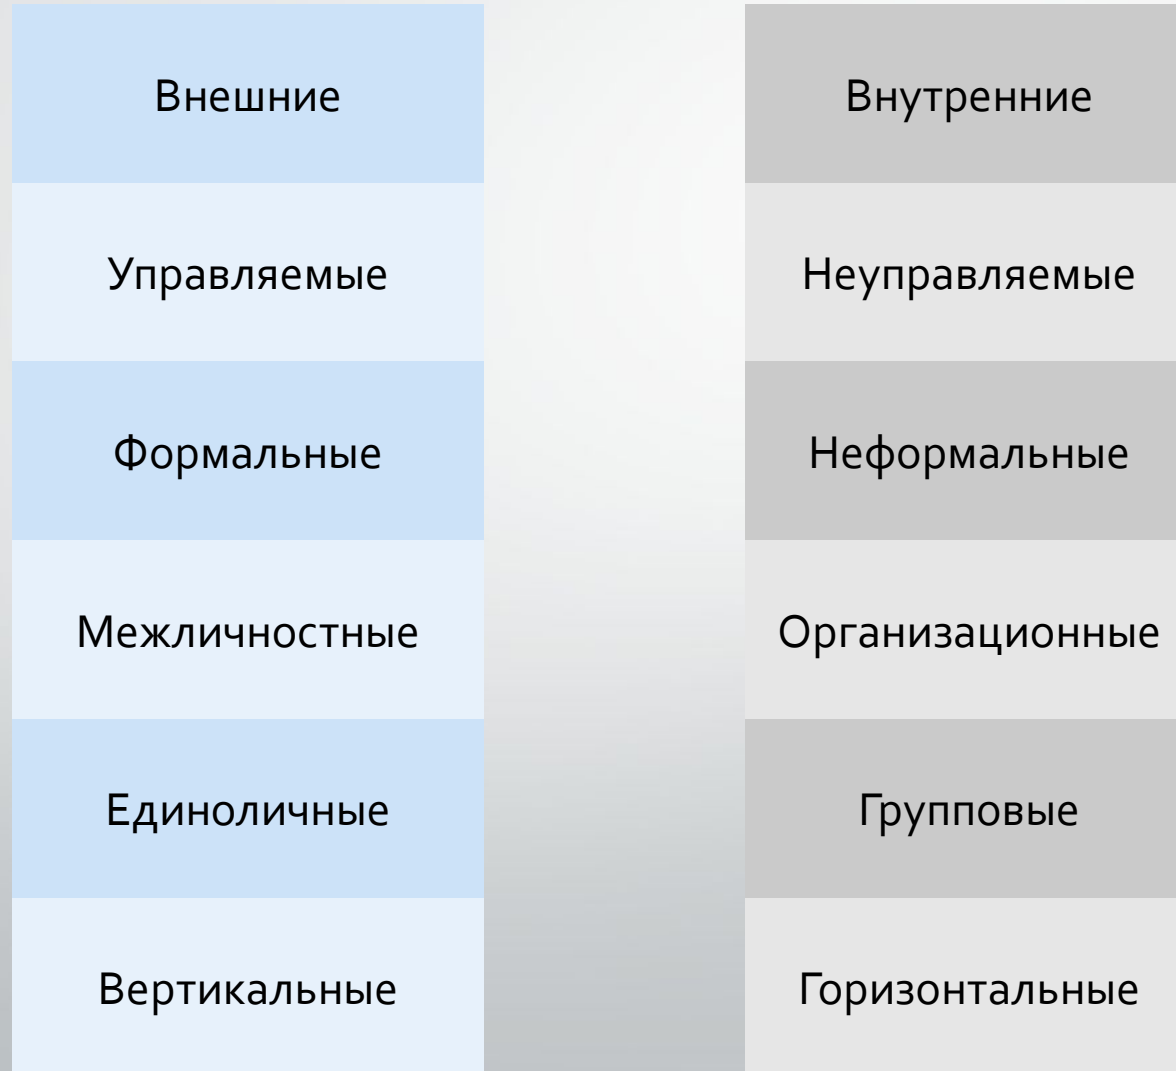 Внешние
Внутренние
Управляемые
Неуправляемые
Формальные
Неформальные
Межличностные
Организационные
Единоличные
Групповые
Вертикальные
Горизонтальные